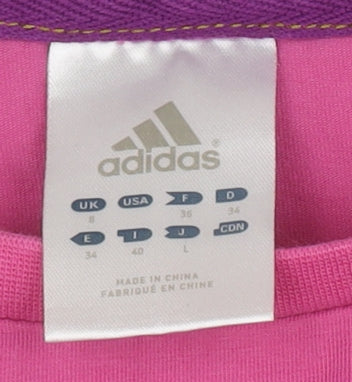 adidas
UK USA F D
8 36 34
E I J CDN
34 40 L
MADE IN CHINA
FABRIQUÉ EN CHINE